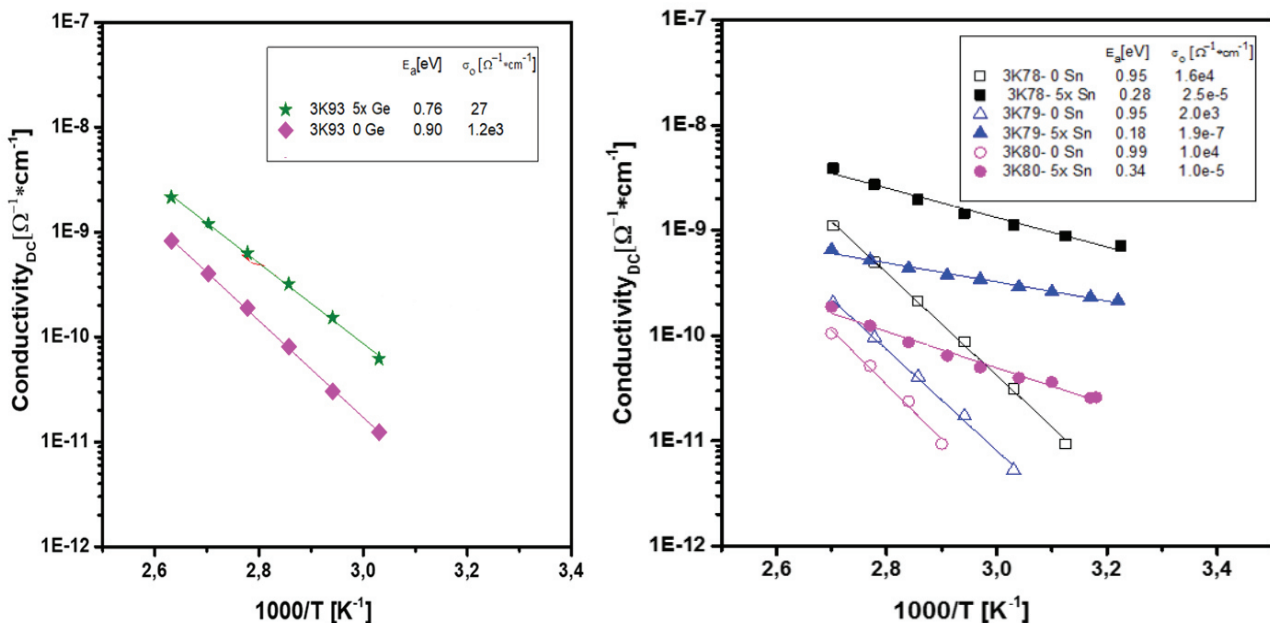 1E-7
1E-8
1E-9
1E-10
1E-11
1E-12
Conductivity_DC[Ω⁻¹*cm⁻¹]
E_a[eV] σ_o [Ω⁻¹*cm⁻¹]
3K93 5x Ge 0.76 27
3K93 0 Ge 0.90 1.2e3
2,6 2,8 3,0 3,2 3,4
1000/T [K⁻¹]
1E-7
1E-8
1E-9
1E-10
1E-11
1E-12
Conductivity_DC[Ω⁻¹*cm⁻¹]
E_a[eV] σ_o [Ω⁻¹*cm⁻¹]
3K78- 0 Sn 0.95 1.6e4
3K78- 5x Sn 0.28 2.5e-5
3K79- 0 Sn 0.95 2.0e3
3K79- 5x Sn 0.18 1.9e-7
3K80- 0 Sn 0.99 1.0e4
3K80- 5x Sn 0.34 1.0e-5
2,6 2,8 3,0 3,2 3,4
1000/T [K⁻¹]